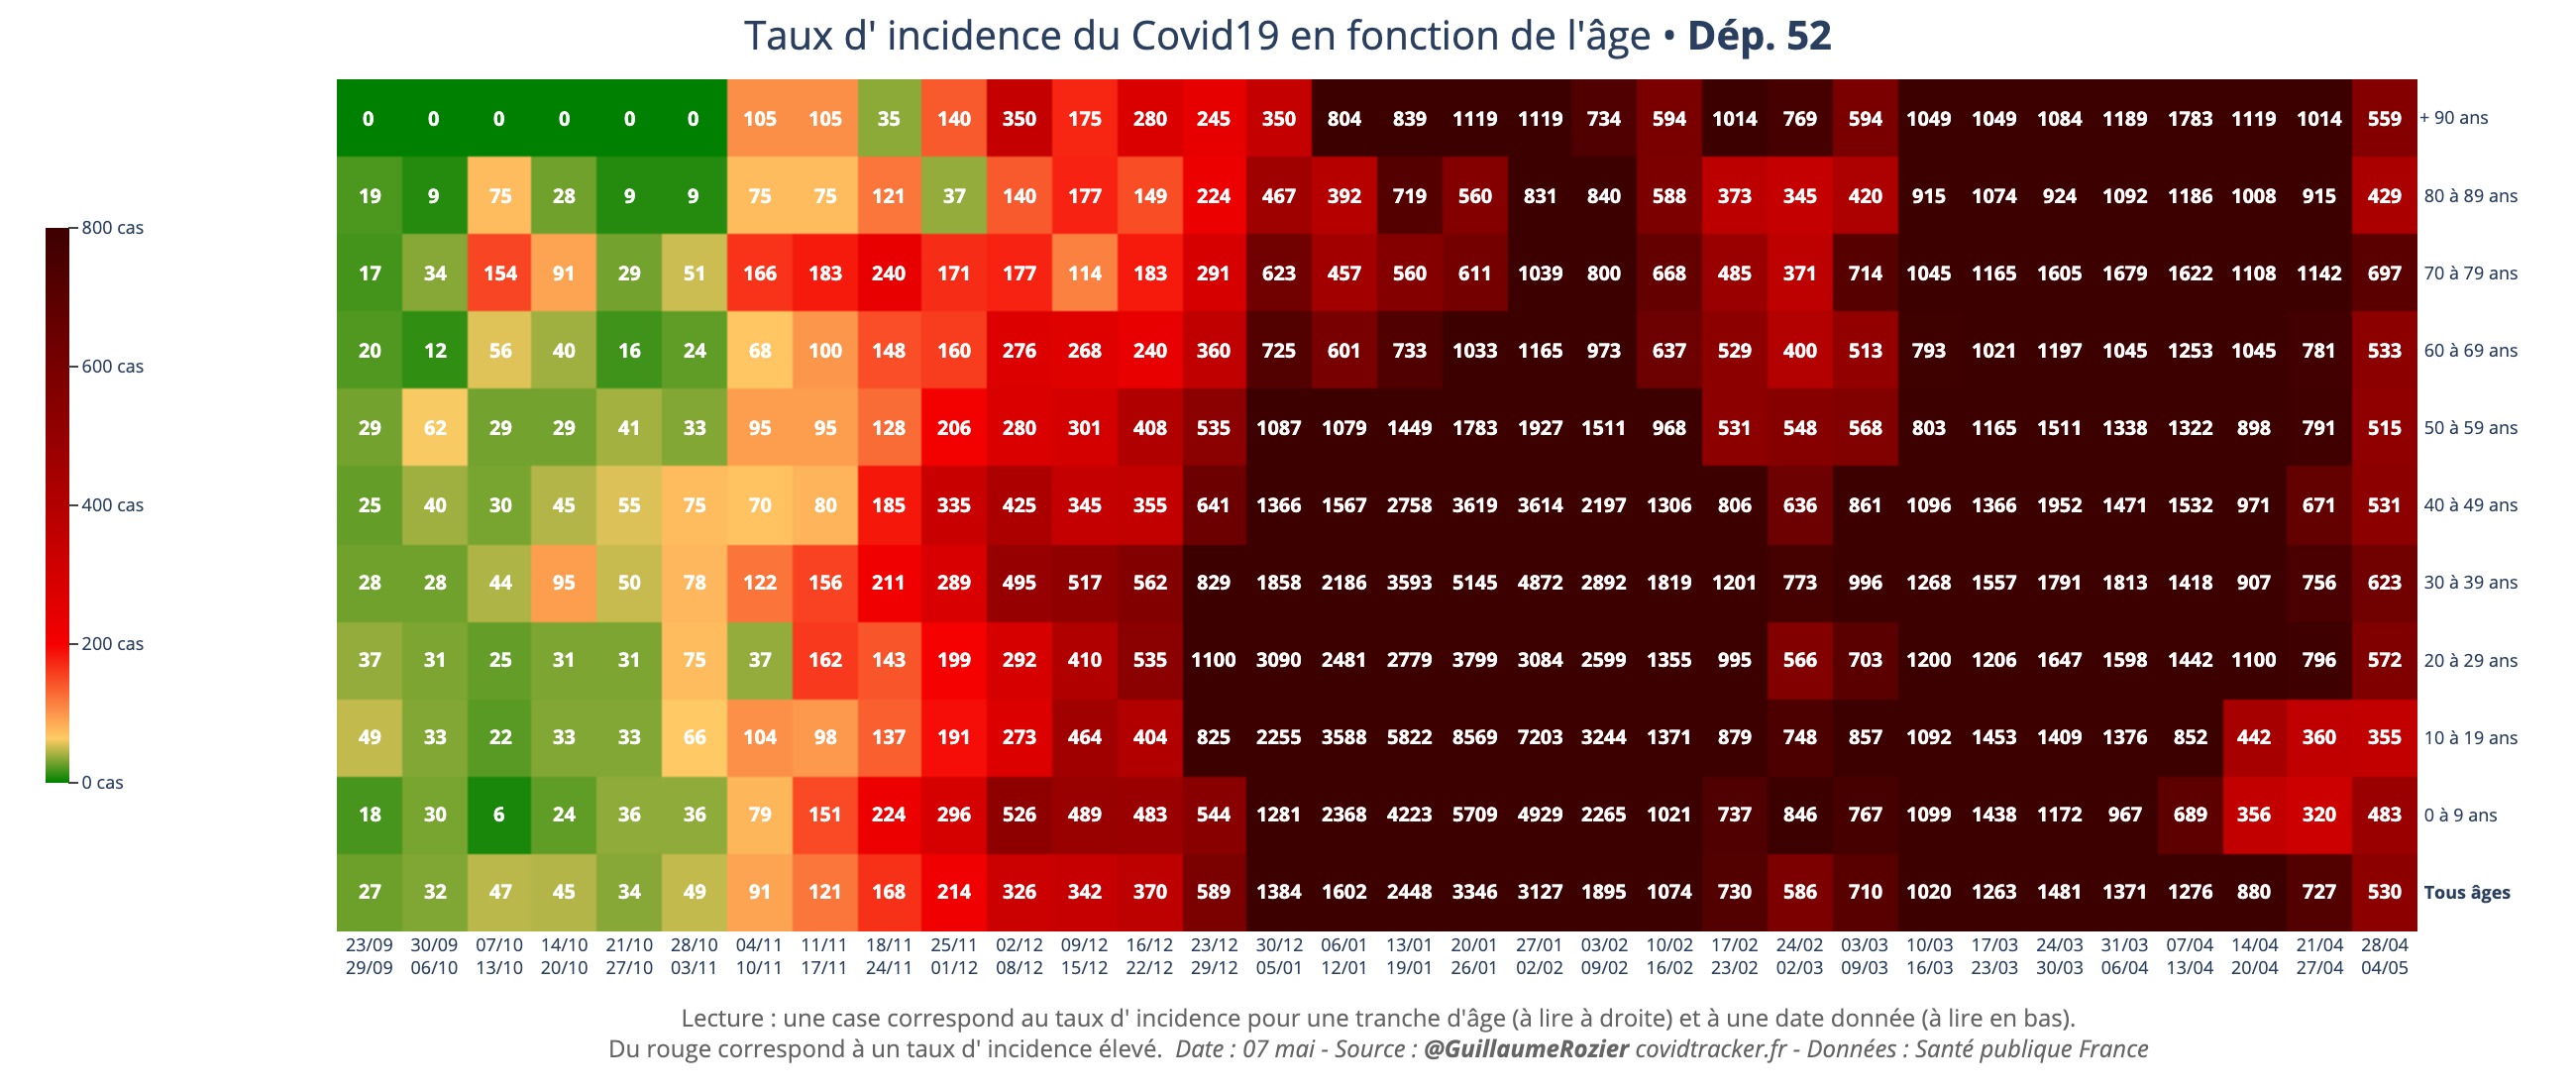 Taux d' incidence du Covid19 en fonction de l'âge • Dép. 52
800 cas
600 cas
400 cas
200 cas
0 cas
0 0 0 0 0 0 105 105 35 140 350 175 280 245 350 804 839 1119 1119 734 594 1014 769 594 1049 1049 1084 1189 1783 1119 1014 559 + 90 ans
19 9 75 28 9 9 75 75 121 37 140 177 149 224 467 392 719 560 831 840 588 373 345 420 915 1074 924 1092 1186 1008 915 429 80 à 89 ans
17 34 154 91 29 51 166 183 240 171 177 114 183 291 623 457 560 611 1039 800 668 485 371 714 1045 1165 1605 1679 1622 1108 1142 697 70 à 79 ans
20 12 56 40 16 24 68 100 148 160 276 268 240 360 725 601 733 1033 1165 973 637 529 400 513 793 1021 1197 1045 1253 1045 781 533 60 à 69 ans
29 62 29 29 41 33 95 95 128 206 280 301 408 535 1087 1079 1449 1783 1927 1511 968 531 548 568 803 1165 1511 1338 1322 898 791 515 50 à 59 ans
25 40 30 45 55 75 70 80 185 335 425 345 355 641 1366 1567 2758 3619 3614 2197 1306 806 636 861 1096 1366 1952 1471 1532 971 671 531 40 à 49 ans
28 28 44 95 50 78 122 156 211 289 495 517 562 829 1858 2186 3593 5145 4872 2892 1819 1201 773 996 1268 1557 1791 1813 1418 907 756 623 30 à 39 ans
37 31 25 31 31 75 37 162 143 199 292 410 535 1100 3090 2481 2779 3799 3084 2599 1355 995 566 703 1200 1206 1647 1598 1442 1100 796 572 20 à 29 ans
49 33 22 33 33 66 104 98 137 191 273 464 404 825 2255 3588 5822 8569 7203 3244 1371 879 748 857 1092 1453 1409 1376 852 442 360 355 10 à 19 ans
18 30 6 24 36 36 79 151 224 296 526 489 483 544 1281 2368 4223 5709 4929 2265 1021 737 846 767 1099 1438 1172 967 689 356 320 483 0 à 9 ans
27 32 47 45 34 49 91 121 168 214 326 342 370 589 1384 1602 2448 3346 3127 1895 1074 730 586 710 1020 1263 1481 1371 1276 880 727 530 Tous âges
23/09 30/09 07/10 14/10 21/10 28/10 04/11 11/11 18/11 25/11 02/12 09/12 16/12 23/12 30/12 06/01 13/01 20/01 27/01 03/02 10/02 17/02 24/02 03/03 10/03 17/03 24/03 31/03 07/04 14/04 21/04 28/04
29/09 06/10 13/10 20/10 27/10 03/11 10/11 17/11 24/11 01/12 08/12 15/12 22/12 29/12 05/01 12/01 19/01 26/01 02/02 09/02 16/02 23/02 02/03 09/03 16/03 23/03 30/03 06/04 13/04 20/04 27/04 04/05
Lecture : une case correspond au taux d' incidence pour une tranche d'âge (à lire à droite) et à une date donnée (à lire en bas).
Du rouge correspond à un taux d' incidence élevé. Date : 07 mai - Source : @GuillaumeRozier covidtracker.fr - Données : Santé publique France